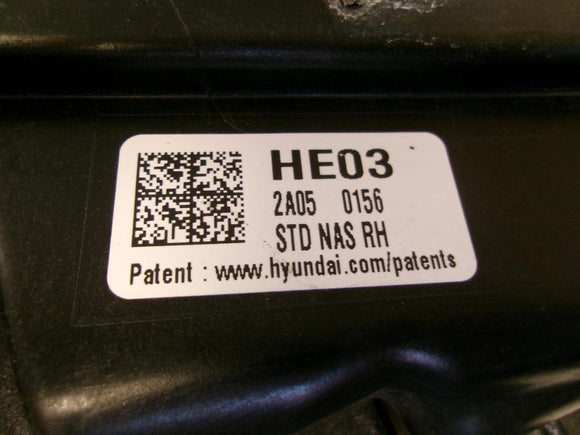 HE03
2A05 0156
STD NAS RH
Patent : www.hyundai.com/patents